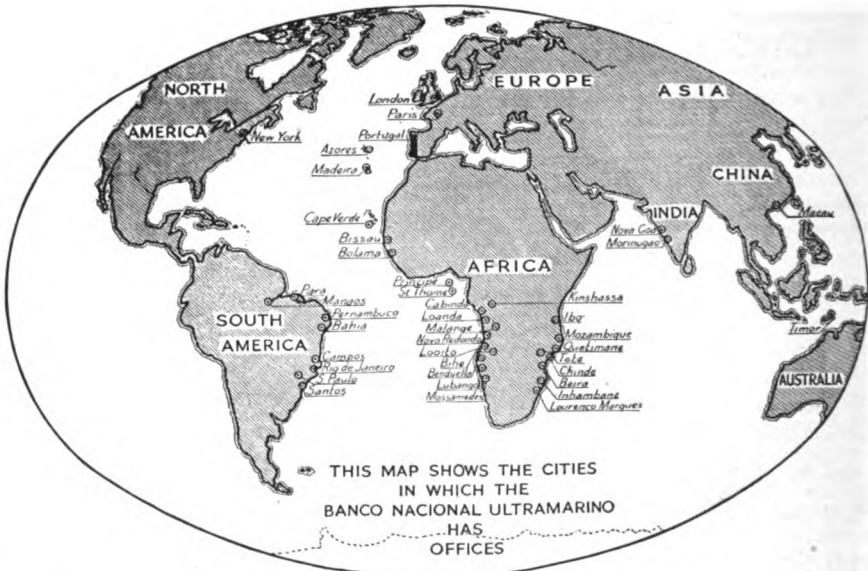 NORTH
AMERICA
EUROPE
ASIA
London
Paris
New York
Portugal
Azores
Madeira
CHINA
Macau
INDIA
Nova Goa
Mormugao
Cape Verde
Bissau
Bolama
AFRICA
Principe
St Thome
Kinshassa
Cabinda
Loanda
Malange
Novo Redondo
Lobito
Bihe
Benguella
Lubango
Mossamedes
Ibo
Mozambique
Quelimane
Tete
Chinde
Beira
Inhambane
Lourenco Marques
Para
Manaos
Pernambuco
Bahia
SOUTH
AMERICA
Campos
Rio de Janeiro
S Paulo
Santos
Timor
AUSTRALIA
THIS MAP SHOWS THE CITIES
IN WHICH THE
BANCO NACIONAL ULTRAMARINO
HAS
OFFICES